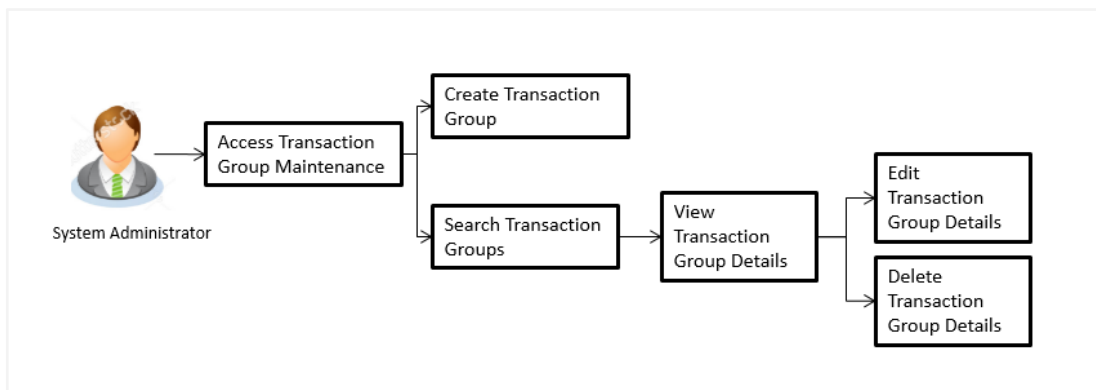 System Administrator
Access Transaction
Group Maintenance
Create Transaction
Group
Search Transaction
Groups
View
Transaction
Group Details
Edit
Transaction
Group Details
Delete
Transaction
Group Details